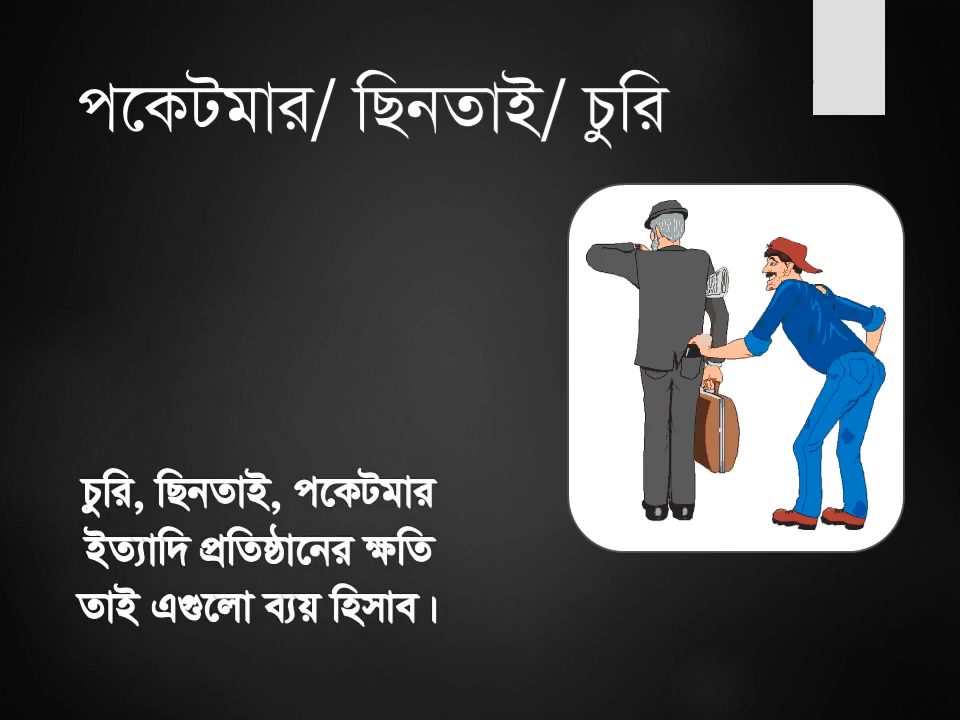 পকেটমার/ ছিনতাই/ চুরি
চুরি, ছিনতাই, পকেটমার
ইত্যাদি প্রতিষ্ঠানের ক্ষতি
তাই এগুলো ব্যয় হিসাব।